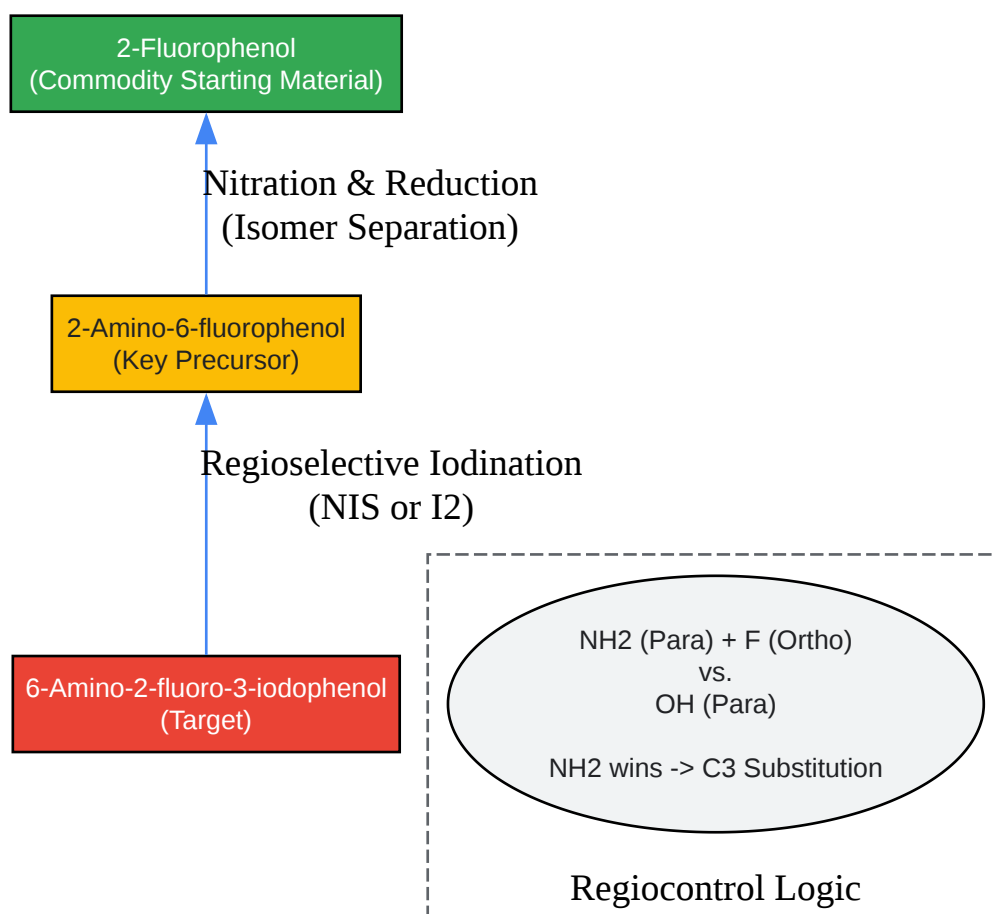 2-Fluorophenol
(Commodity Starting Material)
Nitration & Reduction
(Isomer Separation)
2-Amino-6-fluorophenol
(Key Precursor)
Regioselective Iodination
(NIS or I2)
6-Amino-2-fluoro-3-iodophenol
(Target)
NH2 (Para) + F (Ortho)
vs.
OH (Para)
NH2 wins -> C3 Substitution
Regiocontrol Logic